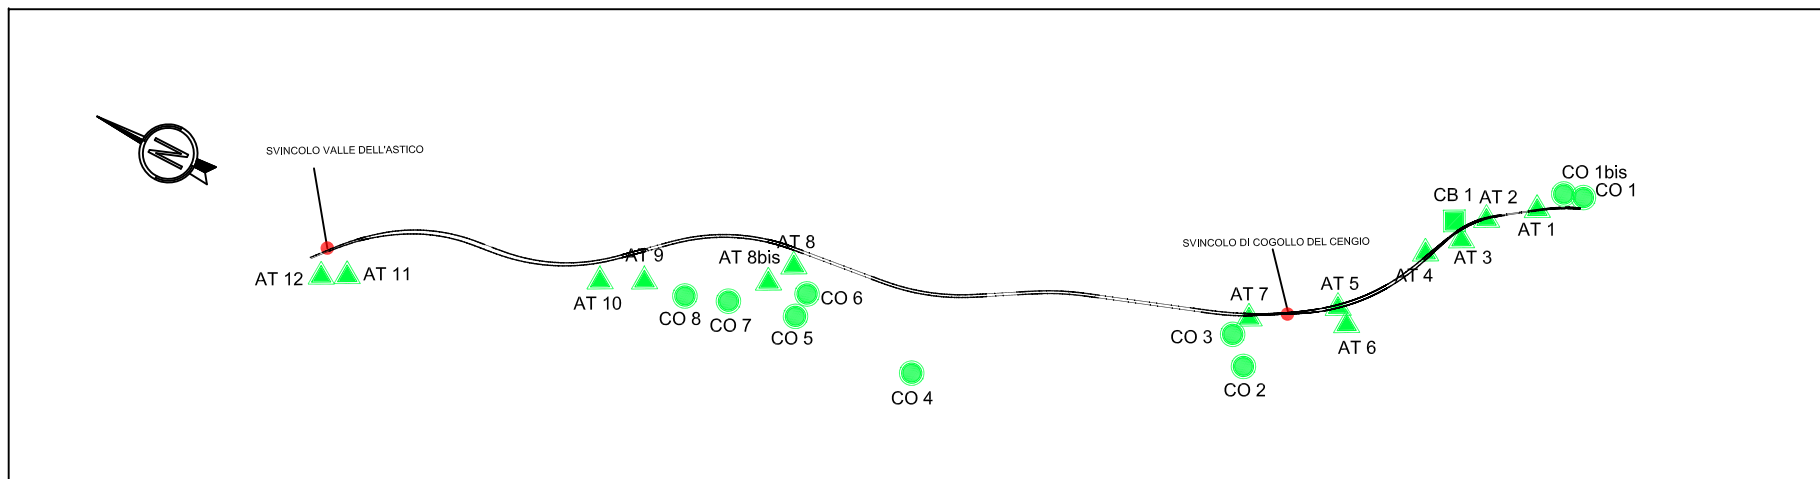 N
SVINCOLO VALLE DELL'ASTICO
CO 1bis
CO 1
CB 1
AT 2
AT 1
AT 3
AT 4
SVINCOLO DI COGOLLO DEL CENGIO
AT 8
AT 9
AT 8bis
AT 12
AT 11
AT 10
CO 8
CO 7
CO 6
CO 5
AT 7
AT 5
CO 3
AT 6
CO 2
CO 4